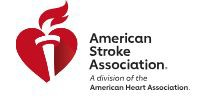 American
Stroke
Association®
A division of the
American Heart Association.